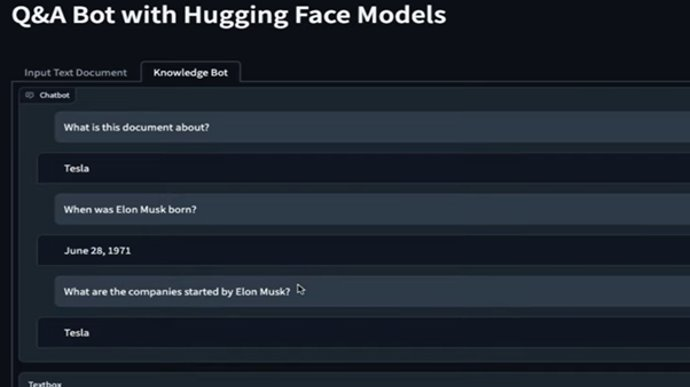 Q&A Bot with Hugging Face Models
Input Text Document Knowledge Bot
Chatbot
What is this document about?
Tesla
When was Elon Musk born?
June 28, 1971
What are the companies started by Elon Musk?
Tesla
Textbox